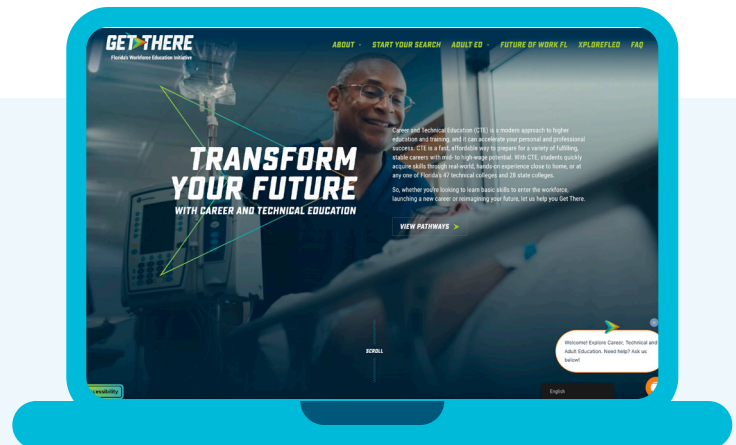 GET THERE
Florida's Workforce Education Initiative
ABOUT
START YOUR SEARCH
ADULT ED
FUTURE OF WORK FL
XPLOREFLED
FAQ
TRANSFORM
YOUR FUTURE
WITH CAREER AND TECHNICAL EDUCATION
Career and Technical Education (CTE) is a modern approach to higher
education and training, and it can accelerate your personal and professional
success. CTE is a fast, affordable way to prepare for a variety of fulfilling,
stable careers with mid- to high-wage potential. With CTE, students quickly
acquire skills through real-world, hands-on experience close to home, or at
any one of Florida's 47 technical colleges and 28 state colleges.
So, whether you're looking to learn basic skills to enter the workforce,
launching a new career or reimagining your future, let us help you Get There.
VIEW PATHWAYS
SCROLL
Welcome! Explore Career, Technical and
Adult Education. Need help? Ask us
below!
cessibility
English